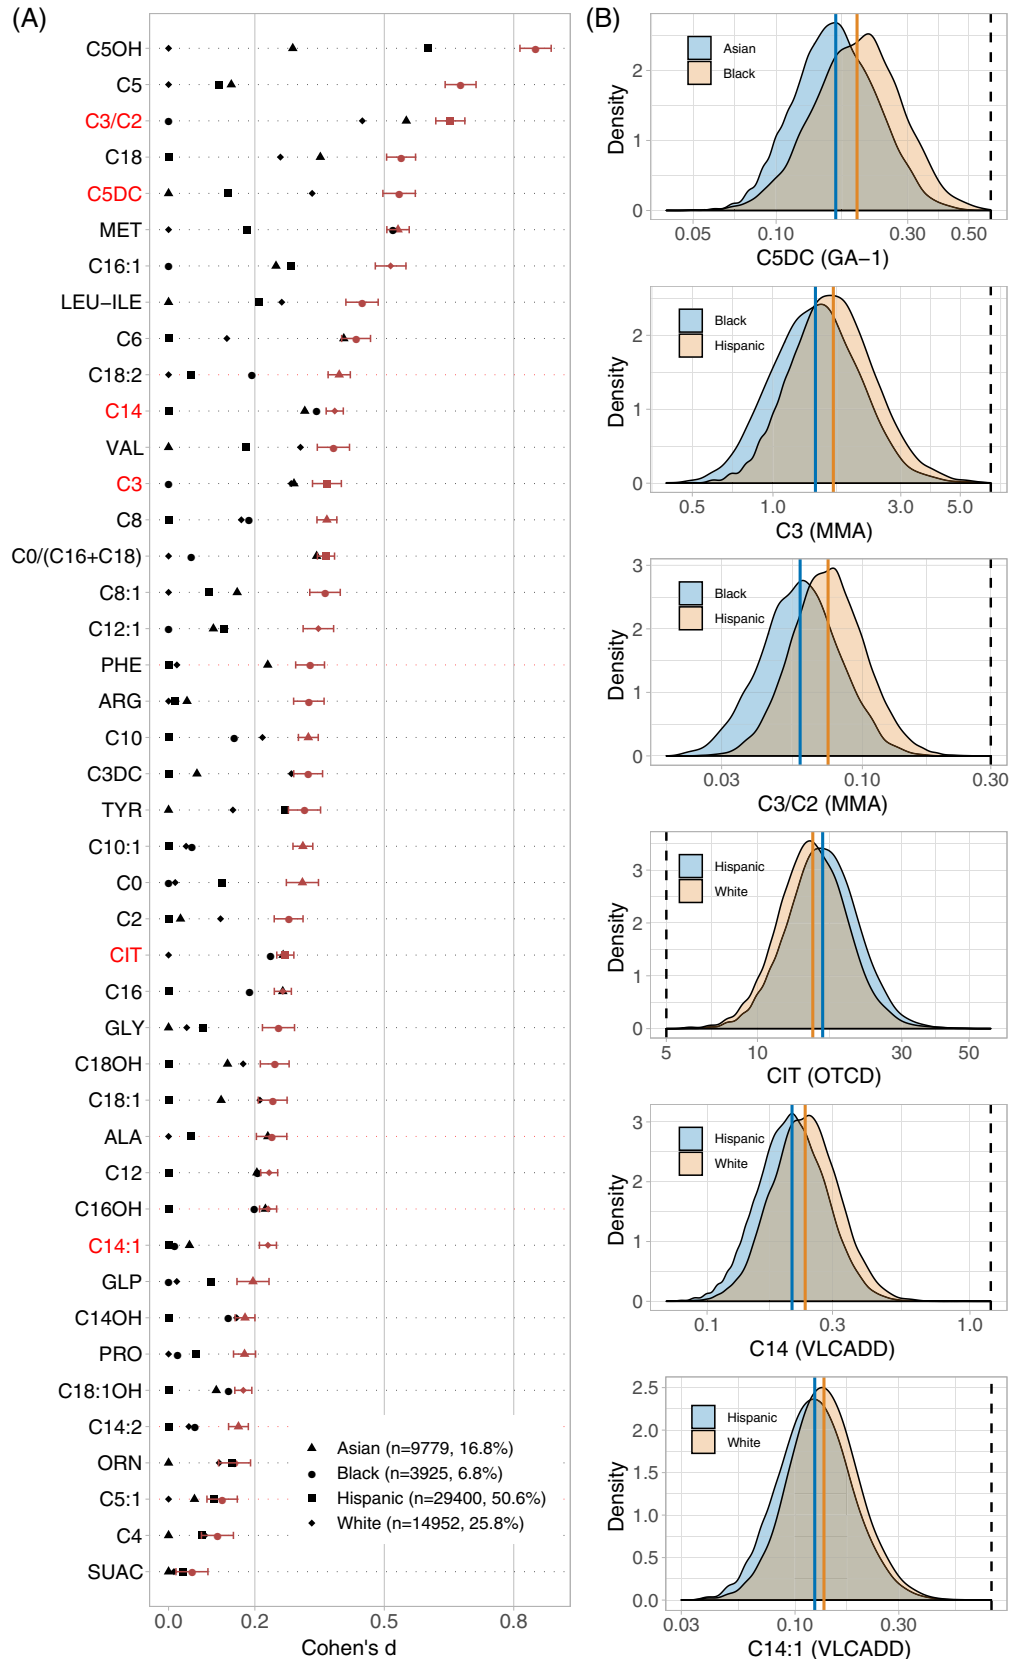 (A)
C5OH
C5
C3/C2
C18
C5DC
MET
C16:1
LEU−ILE
C6
C18:2
C14
VAL
C3
C8
C0/(C16+C18)
C8:1
C12:1
PHE
ARG
C10
C3DC
TYR
C10:1
C0
C2
CIT
C16
GLY
C18OH
C18:1
ALA
C12
C16OH
C14:1
GLP
C14OH
PRO
C18:1OH
C14:2
ORN
C5:1
C4
SUAC
Asian (n=9779, 16.8%)
Black (n=3925, 6.8%)
Hispanic (n=29400, 50.6%)
White (n=14952, 25.8%)
0.0 0.2 0.5 0.8
Cohen's d
(B)
Asian
Black
Density
2
1
0
0.05 0.10 0.30 0.50
C5DC (GA−1)
Black
Hispanic
Density
2
1
0
0.5 1.0 3.0 5.0
C3 (MMA)
Black
Hispanic
Density
3
2
1
0
0.03 0.10 0.30
C3/C2 (MMA)
Hispanic
White
Density
3
2
1
0
5 10 30 50
CIT (OTCD)
Hispanic
White
Density
3
2
1
0
0.1 0.3 1.0
C14 (VLCADD)
Hispanic
White
Density
2.5
2.0
1.5
1.0
0.5
0.0
0.03 0.10 0.30
C14:1 (VLCADD)